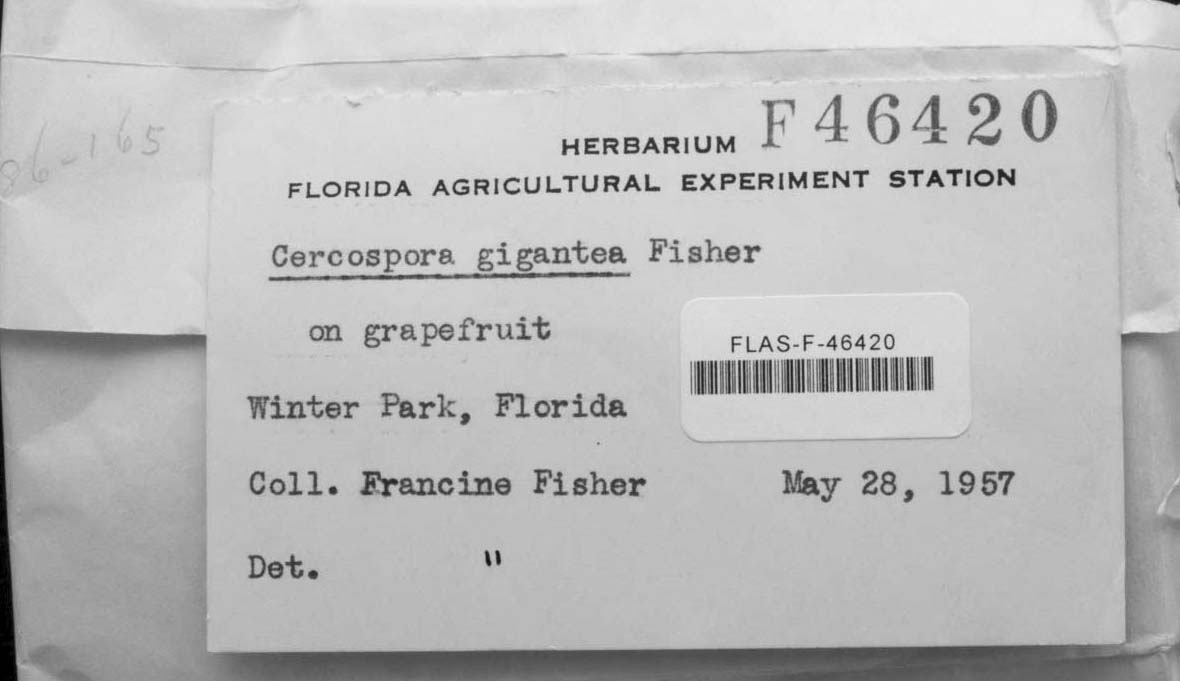 86-165
HERBARIUM F46420
FLORIDA AGRICULTURAL EXPERIMENT STATION
Cercospora gigantea Fisher
on grapefruit
FLAS-F-46420
Winter Park, Florida
Coll. Francine Fisher May 28, 1957
Det. "